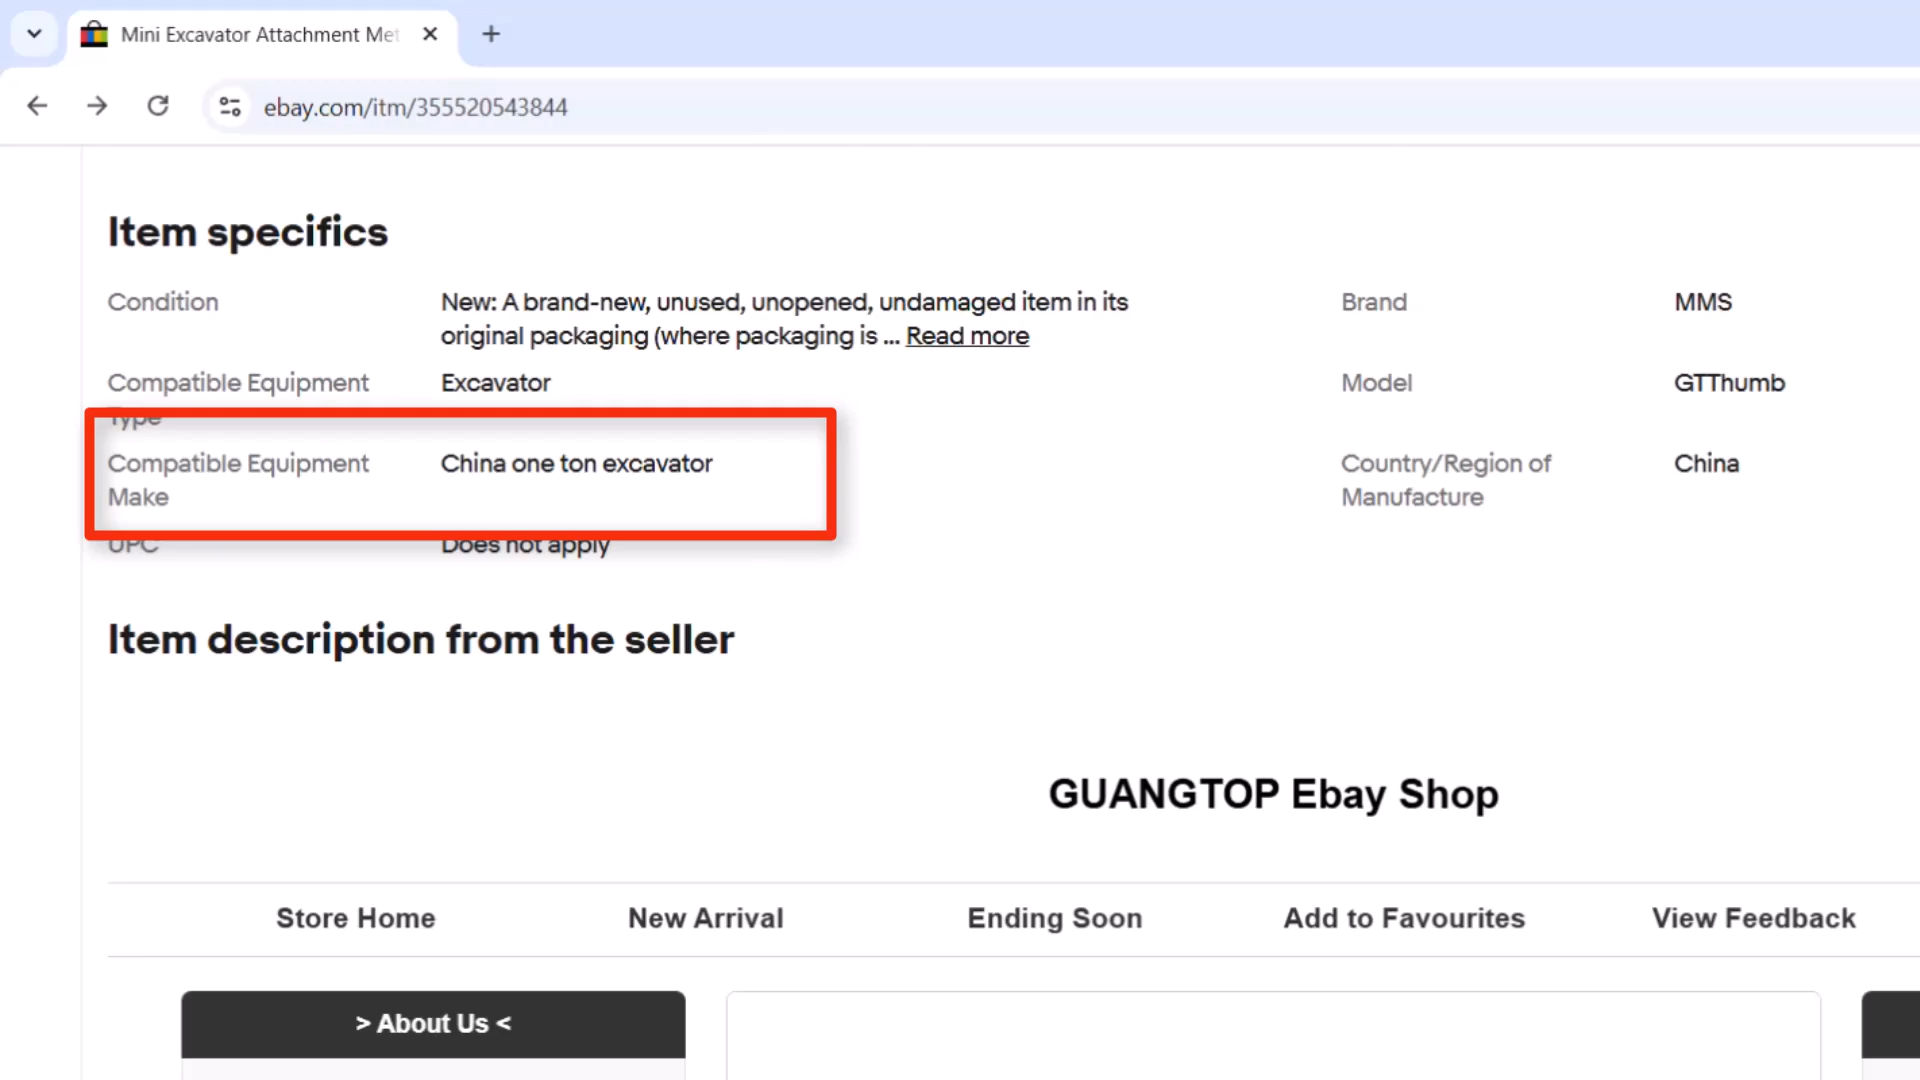 Mini Excavator Attachment Met
ebay.com/itm/355520543844
Item specifics
Condition
New: A brand-new, unused, unopened, undamaged item in its
original packaging (where packaging is ... Read more
Brand
MMS
Compatible Equipment
Type
Excavator
Model
GTThumb
Compatible Equipment
Make
China one ton excavator
Country/Region of
Manufacture
China
UPC
Does not apply
Item description from the seller
GUANGTOP Ebay Shop
Store Home
New Arrival
Ending Soon
Add to Favourites
View Feedback
> About Us <